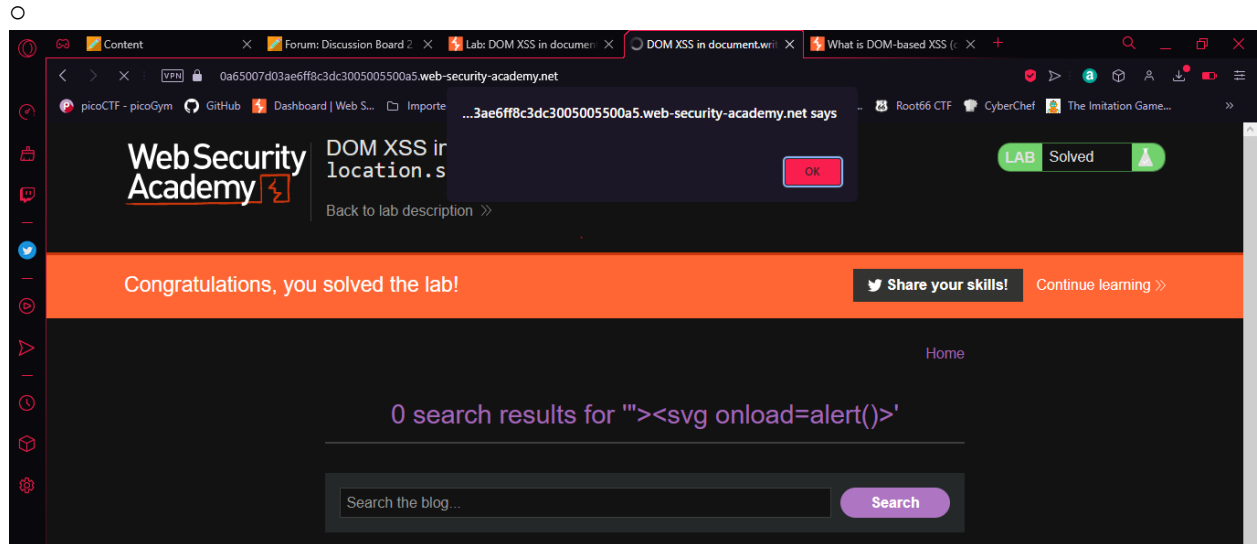 Content
Forum: Discussion Board 2
Lab: DOM XSS in documen
DOM XSS in document.writ
What is DOM-based XSS (c
VPN
0a65007d03ae6ff8c3dc3005005500a5.web-security-academy.net
picoCTF - picoGym
GitHub
Dashboard | Web S...
Importe
Root66 CTF
CyberChef
The Imitation Game...
...3ae6ff8c3dc3005005500a5.web-security-academy.net says
OK
WebSecurity
Academy
DOM XSS in
location.s
Back to lab description
LAB Solved
Congratulations, you solved the lab!
Share your skills!
Continue learning
Home
0 search results for '"><svg onload=alert()>'
Search the blog...
Search